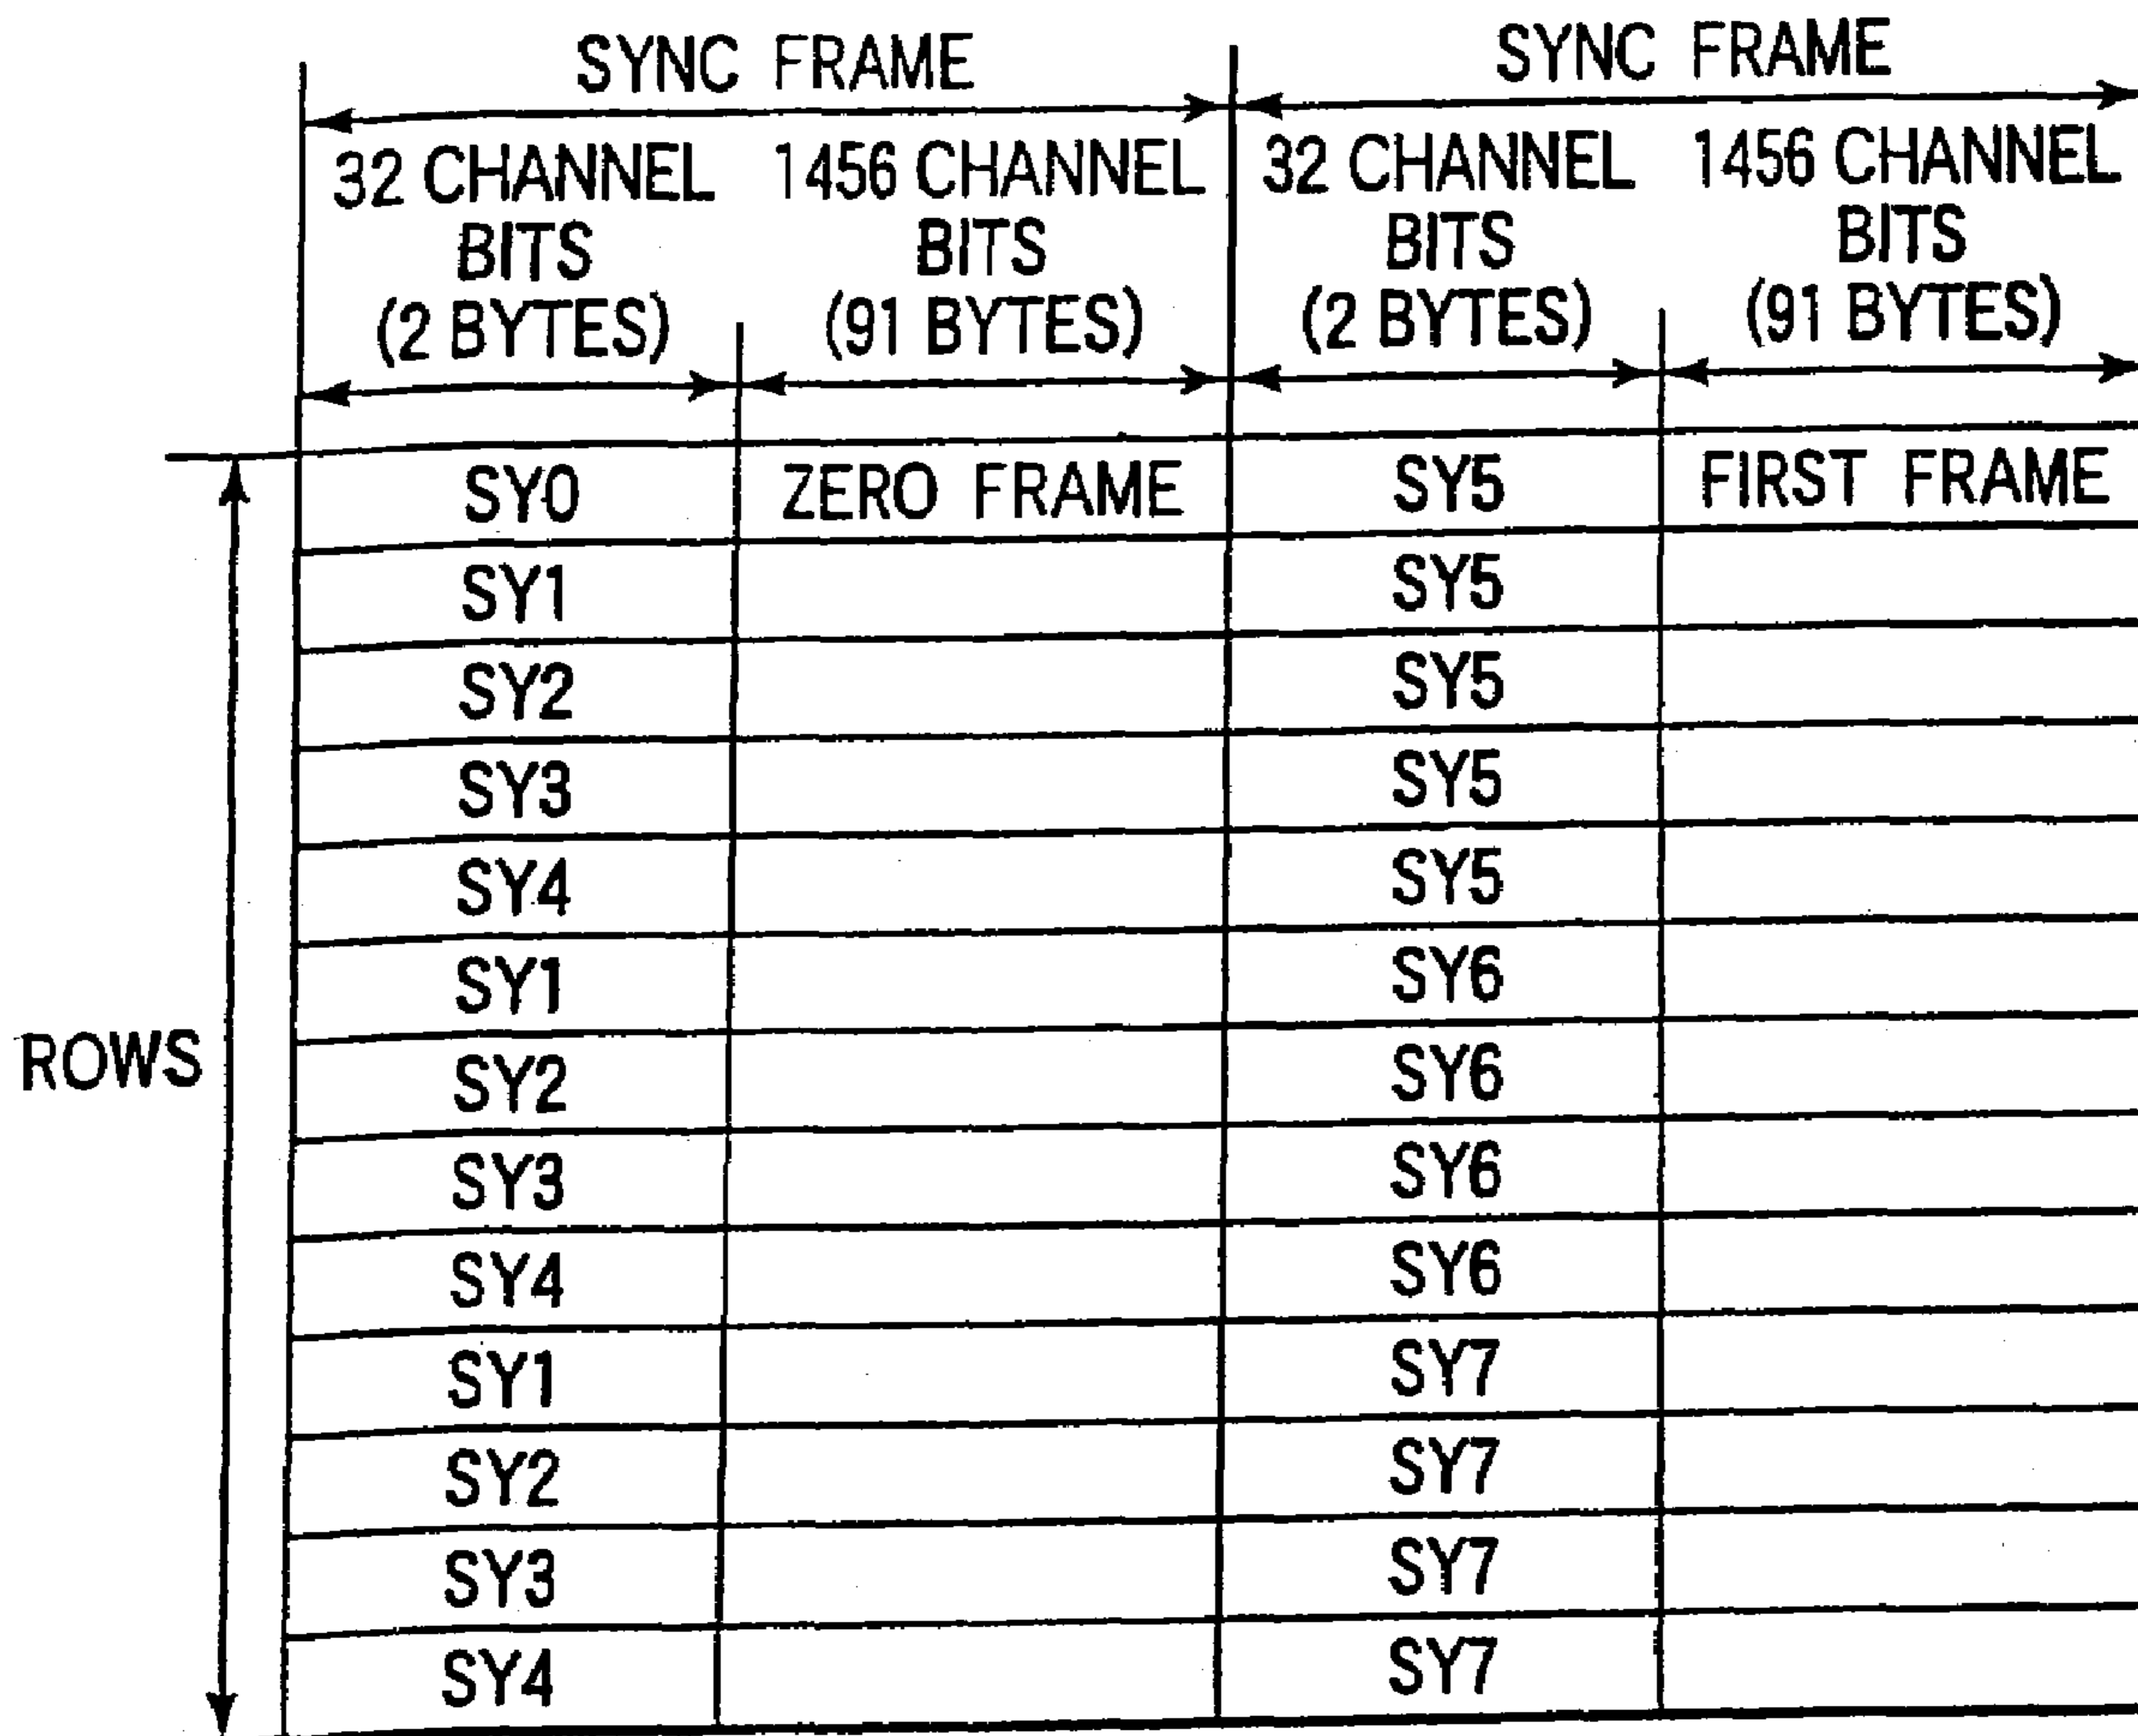 SYNC FRAME SYNC FRAME
32 CHANNEL BITS (2 BYTES) 1456 CHANNEL BITS (91 BYTES) 32 CHANNEL BITS (2 BYTES) 1456 CHANNEL BITS (91 BYTES)
SY0 ZERO FRAME SY5 FIRST FRAME
SY1 SY5
SY2 SY5
SY3 SY5
SY4 SY5
SY1 SY6
ROWS
SY2 SY6
SY3 SY6
SY4 SY6
SY1 SY7
SY2 SY7
SY3 SY7
SY4 SY7